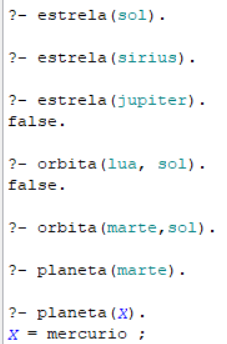 ?- estrela(sol).
?- estrela(sirius).
?- estrela(jupiter).
false.
?- orbita(lua, sol).
false.
?- orbita(marte,sol).
?- planeta(marte).
?- planeta(X).
X = mercurio ;